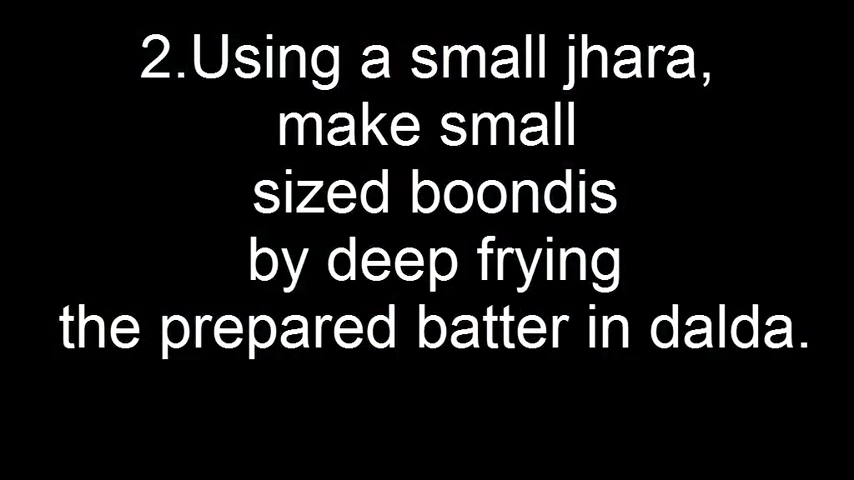 2.Using a small jhara,
make small
sized boondis
by deep frying
the prepared batter in dalda.